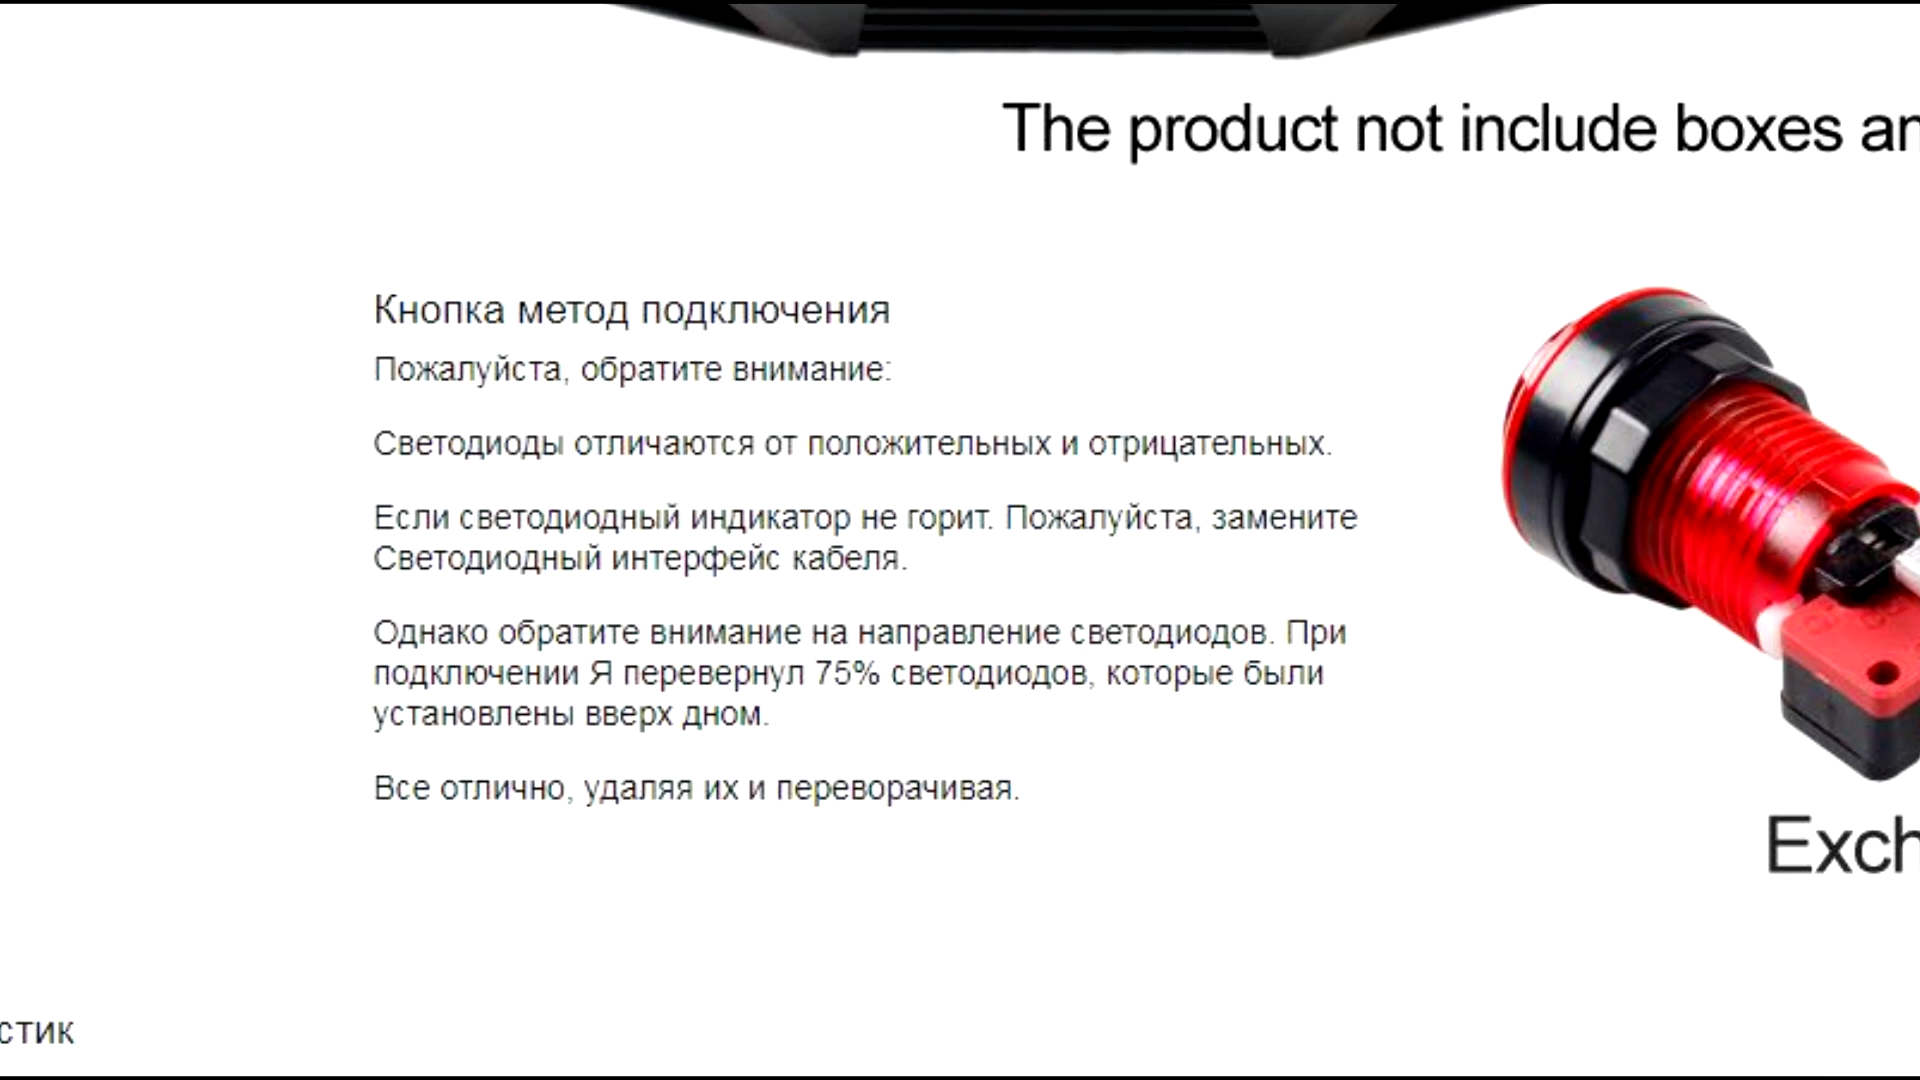 The product not include boxes
Кнопка метод подключения
Пожалуйста, обратите внимание:
Светодиоды отличаются от положительных и отрицательных.
Если светодиодный индикатор не горит. Пожалуйста, замените
Светодиодный интерфейс кабеля.
Однако обратите внимание на направление светодиодов. При
подключении Я перевернул 75% светодиодов, которые были
установлены вверх дном.
Все отлично, удаляя их и переворачивая.
Exch
стик